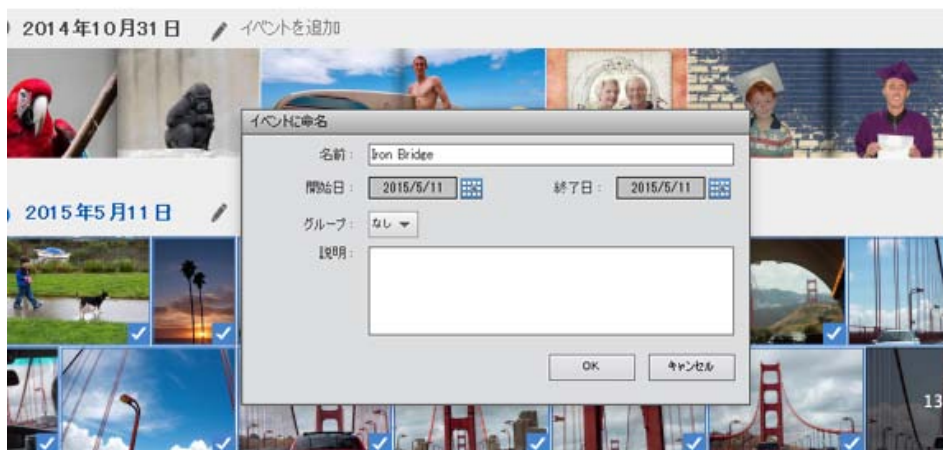 2014年10月31日 イベントを追加
イベントに命名
名前： Iron Bridge
開始日： 2015/5/11 終了日： 2015/5/11
2015年5月11日
グループ： なし
説明：
OK キャンセル
13